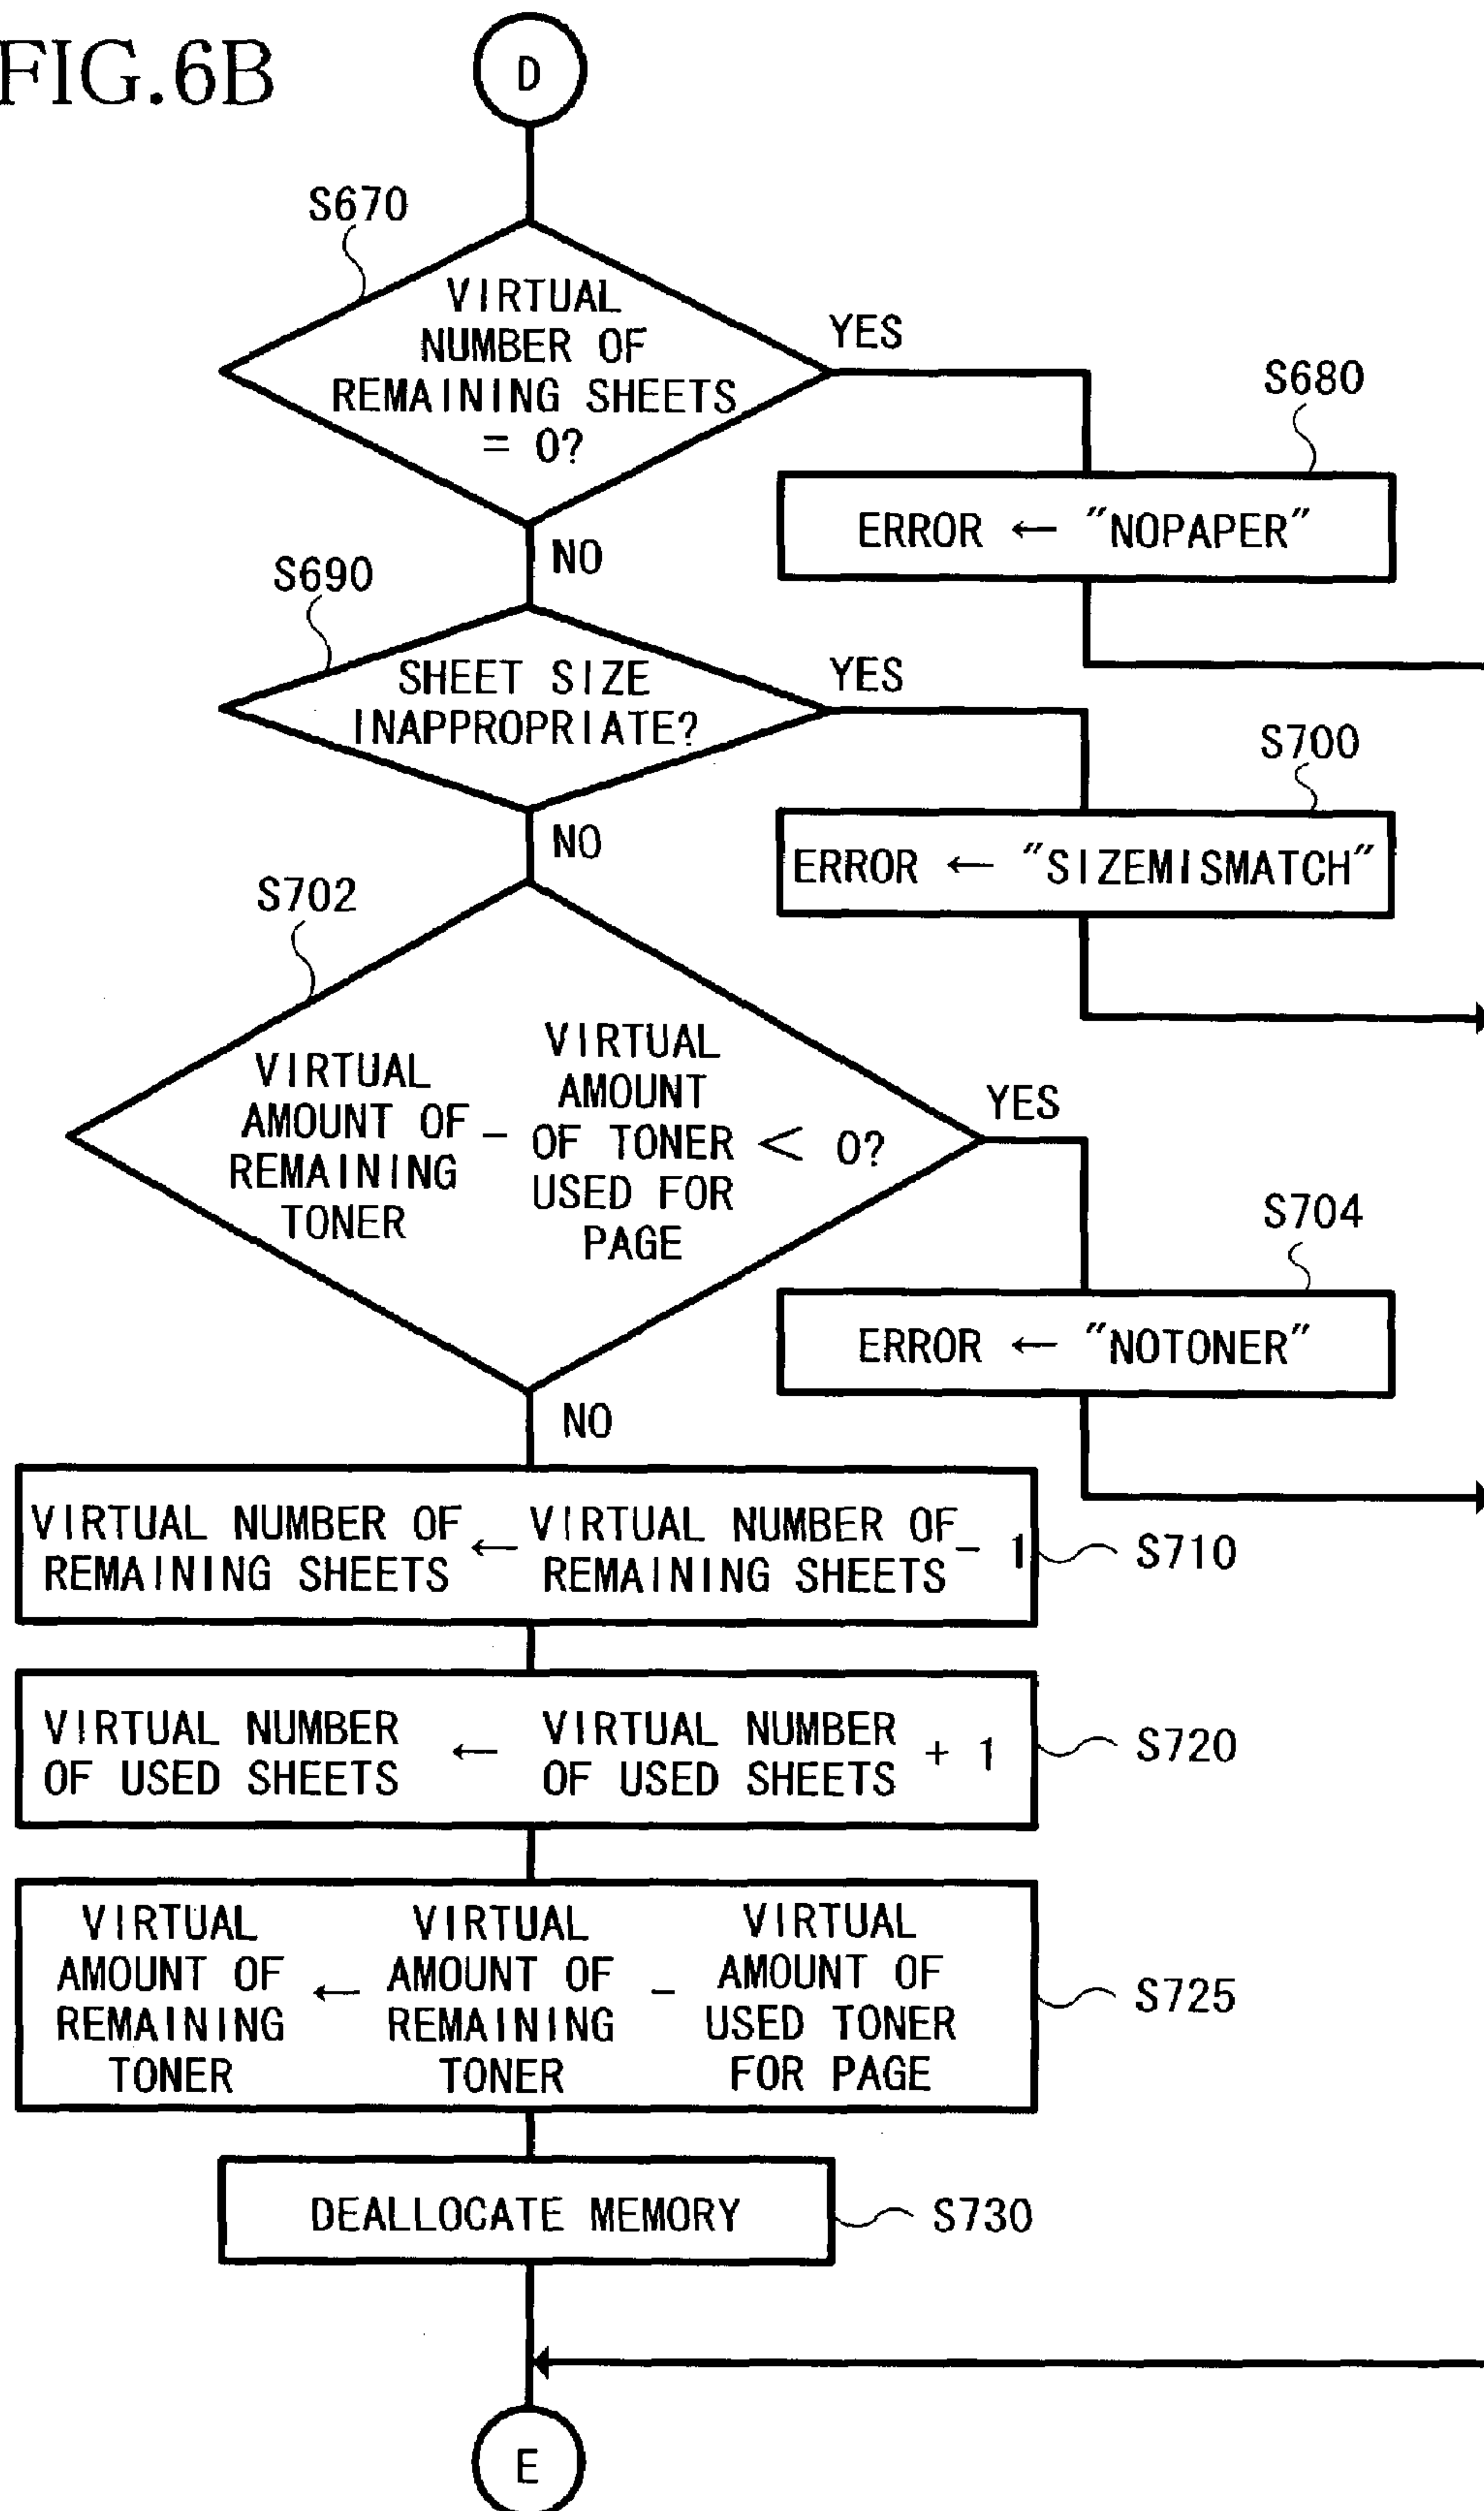 FIG.6B
D
S670
VIRTUAL
NUMBER OF
REMAINING SHEETS
= 0?
YES
S680
ERROR ← "NOPAPER"
NO
S690
SHEET SIZE
INAPPROPRIATE?
YES
S700
ERROR ← "SIZEMISMATCH"
NO
S702
VIRTUAL
AMOUNT OF
REMAINING
TONER
−
VIRTUAL
AMOUNT
OF TONER
USED FOR
PAGE
< 0?
YES
S704
ERROR ← "NOTONER"
NO
VIRTUAL NUMBER OF
REMAINING SHEETS
←
VIRTUAL NUMBER OF
REMAINING SHEETS
− 1
S710
VIRTUAL NUMBER
OF USED SHEETS
←
VIRTUAL NUMBER
OF USED SHEETS
+ 1
S720
VIRTUAL
AMOUNT OF
REMAINING
TONER
←
VIRTUAL
AMOUNT OF
REMAINING
TONER
−
VIRTUAL
AMOUNT OF
USED TONER
FOR PAGE
S725
DEALLOCATE MEMORY
S730
E